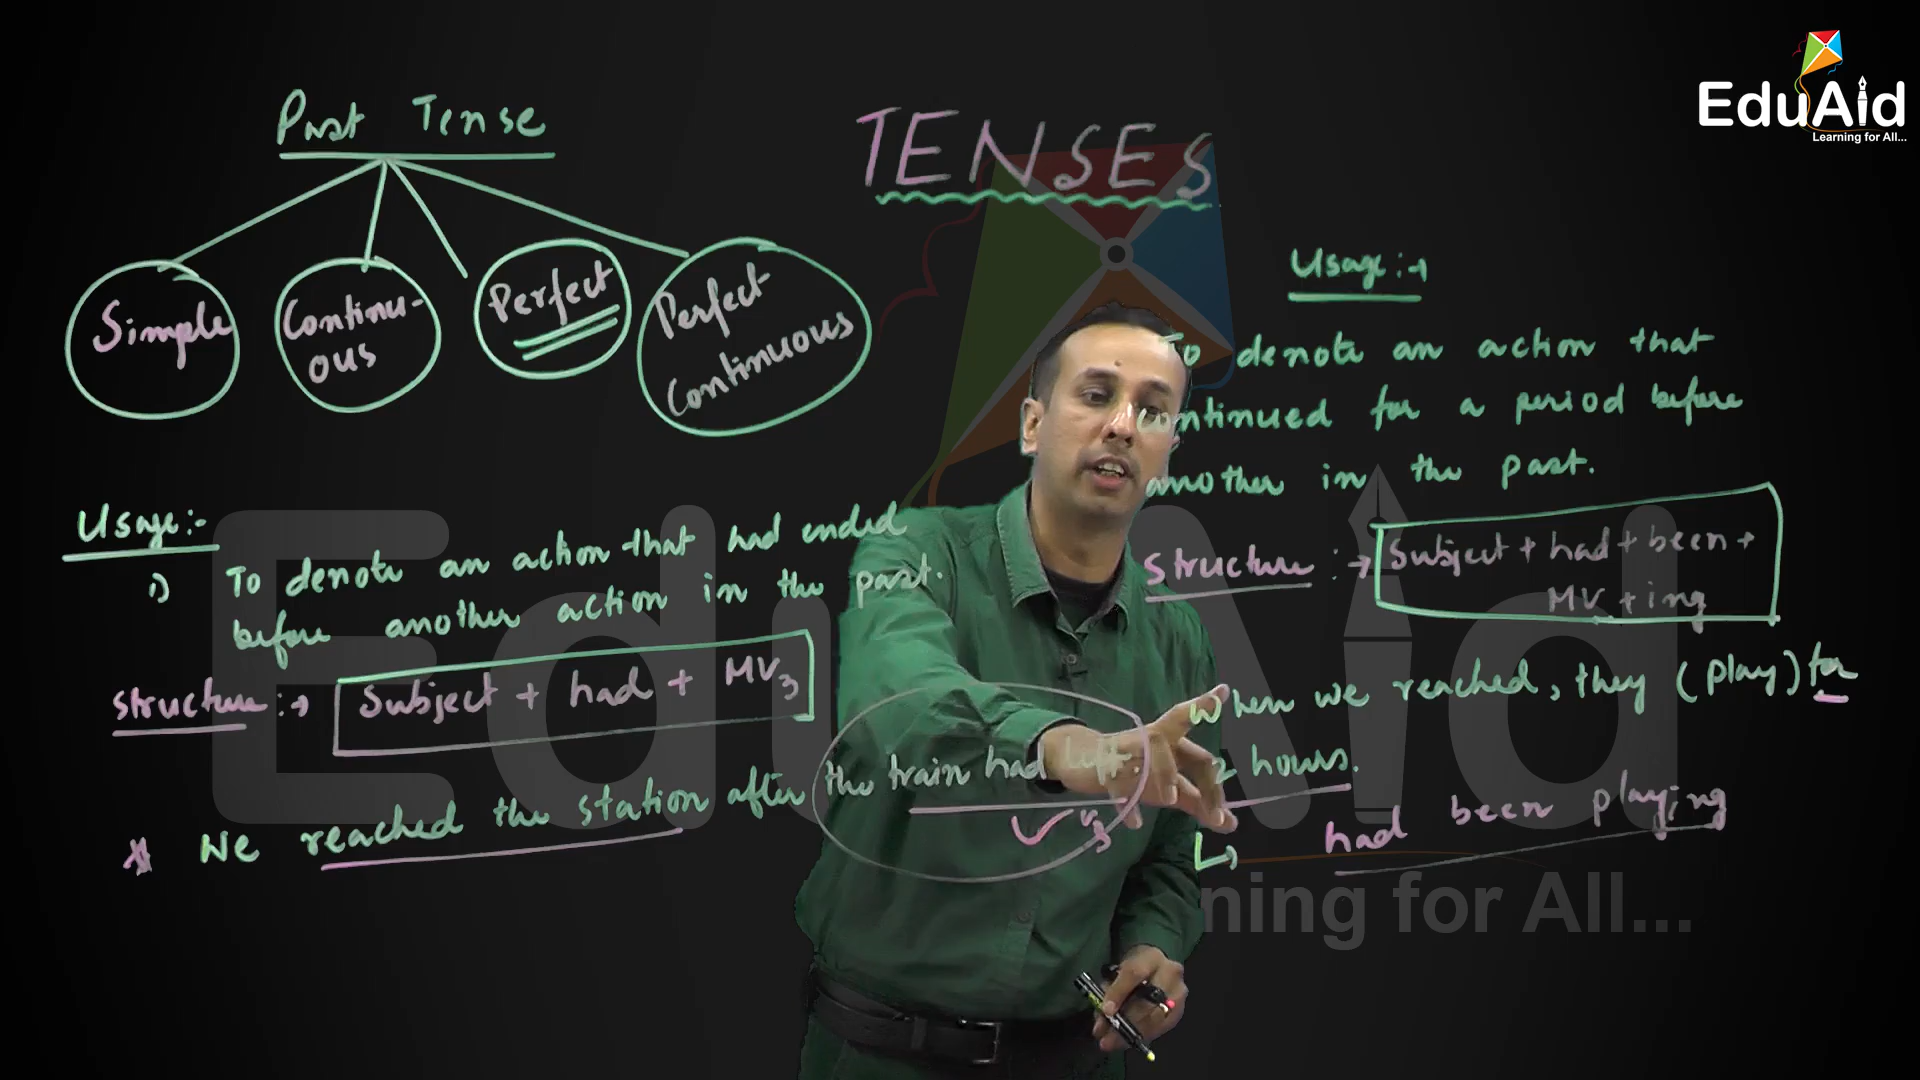 EduAid
Learning for All...
Past Tense
TENSES
Simple
Continu-
ous
Perfect
Perfect
Continuous
Usage:-
1) To denote an action that had ended
before another action in the past.
Structure :→ Subject + had + MV3
* We reached the station after the train had left.
V3
Usage :→
To denote an action that
continued for a period before
another in the past.
Structure :→ Subject + had + been +
MV + ing
When we reached, they (play) for
2 hours.
↳ had been playing
EduAid
ning for All...